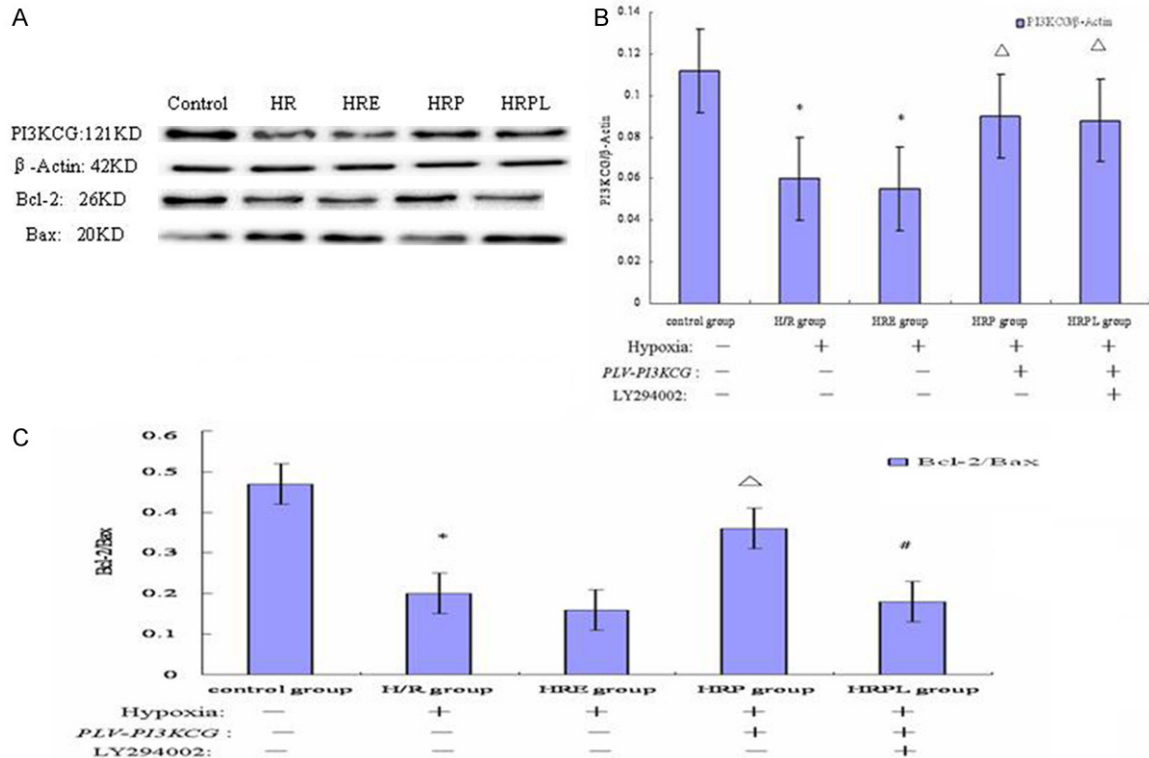 A
Control HR HRE HRP HRPL
PI3KCG:121KD
β-Actin: 42KD
Bcl-2: 26KD
Bax: 20KD
B
PI3KCG/β-Actin
0.14
0.12
0.1
0.08
0.06
0.04
0.02
0
PI3KCG/β-Actin
△ △
* *
control group H/R group HRE group HRP group HRPL group
Hypoxia: — + + + +
PLV-PI3KCG : — — — + +
LY294002: — — — — +
C
Bcl-2/Bax
0.6
0.5
0.4
0.3
0.2
0.1
0
Bcl-2/Bax
* △ #
control group H/R group HRE group HRP group HRPL group
Hypoxia: — + + + +
PLV-PI3KCG : — — — + +
LY294002: — — — — +